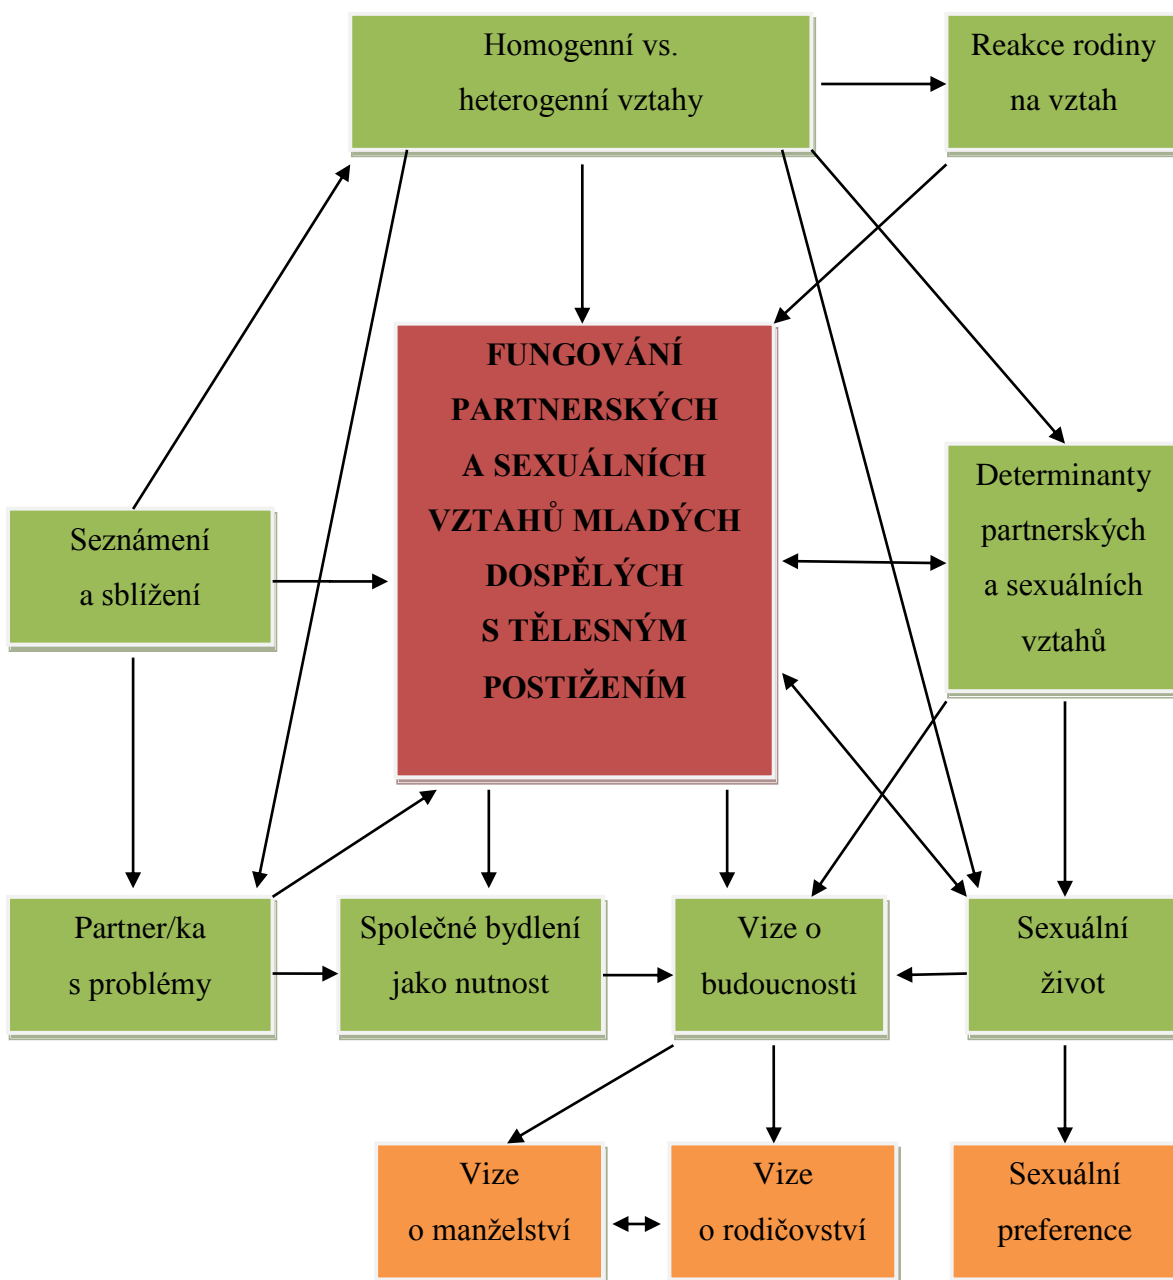 Homogenní vs.
heterogenní vztahy
Reakce rodiny
na vztah
FUNGOVÁNÍ
PARTNERSKÝCH
A SEXUÁLNÍCH
VZTAHŮ MLADÝCH
DOSPĚLÝCH
S TĚLESNÝM
POSTIŽENÍM
Seznámení
a sblížení
Determinanty
partnerských
a sexuálních
vztahů
Partner/ka
s problémy
Společné bydlení
jako nutnost
Vize o
budoucnosti
Sexuální
život
Vize
o manželství
Vize
o rodičovství
Sexuální
preference